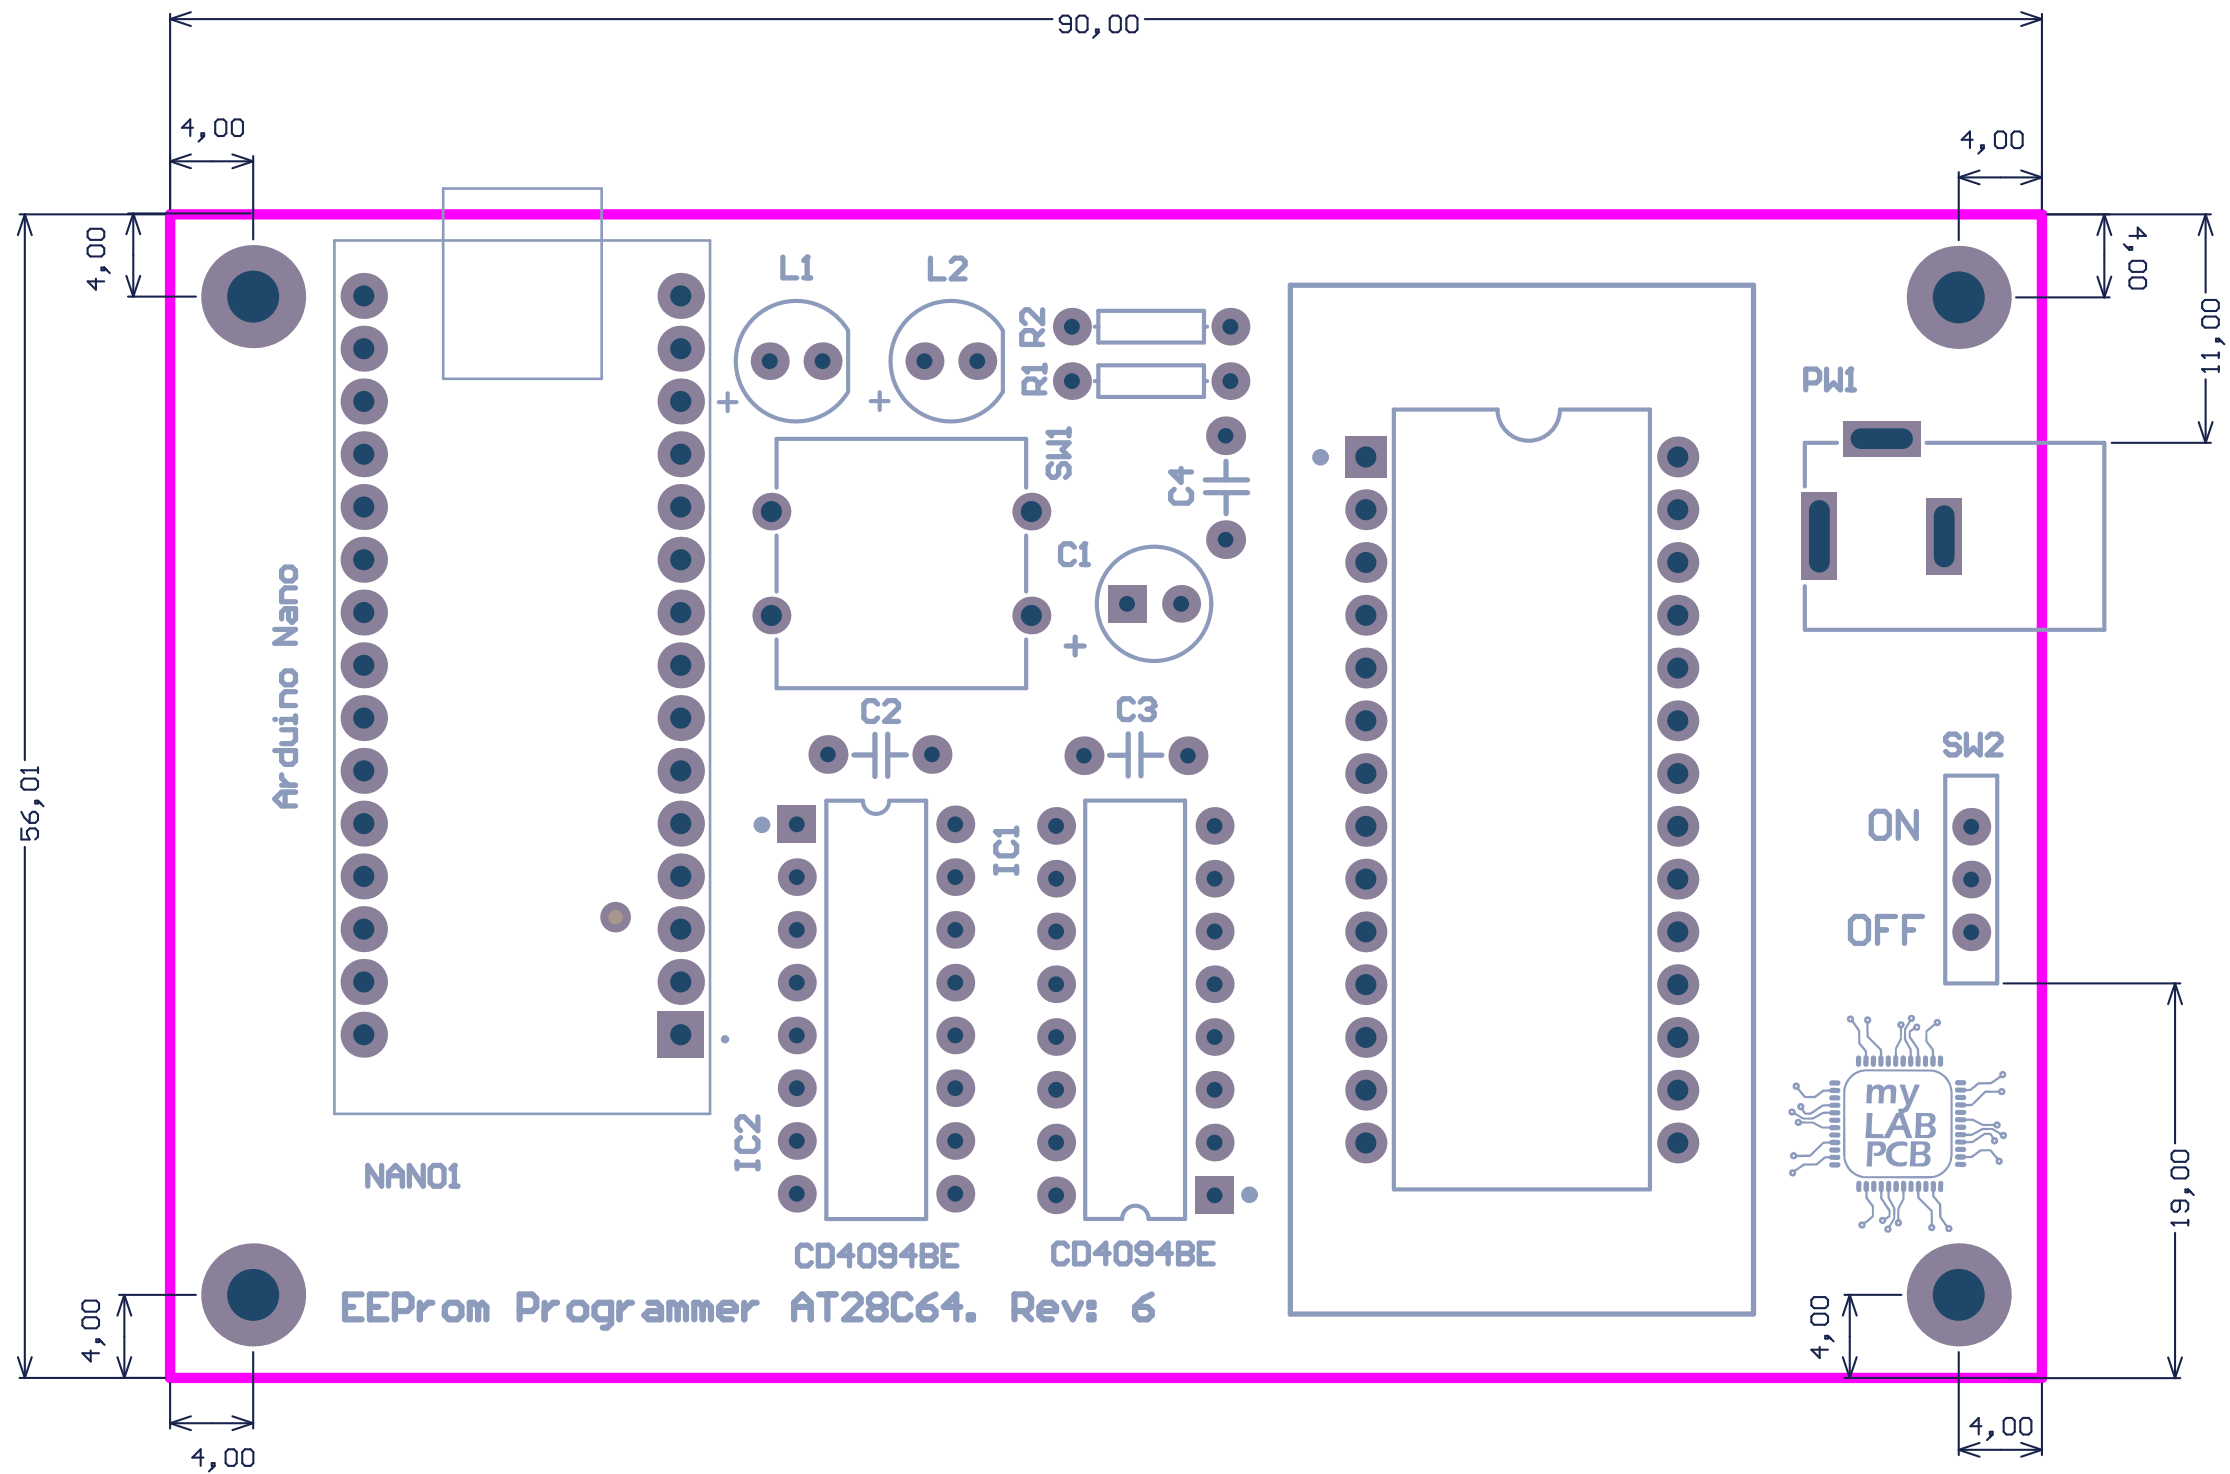 90,00
4,00
4,00
4,00
4,00
11,00
L1
L2
R2
R1
PW1
SW1
C4
C1
Arduino Nano
C2
C3
SW2
56,01
ON
IC1
OFF
my
LAB
PCB
IC2
NANO1
19,00
CD4094BE
CD4094BE
EEProm Programmer AT28C64. Rev: 6
4,00
4,00
4,00
4,00